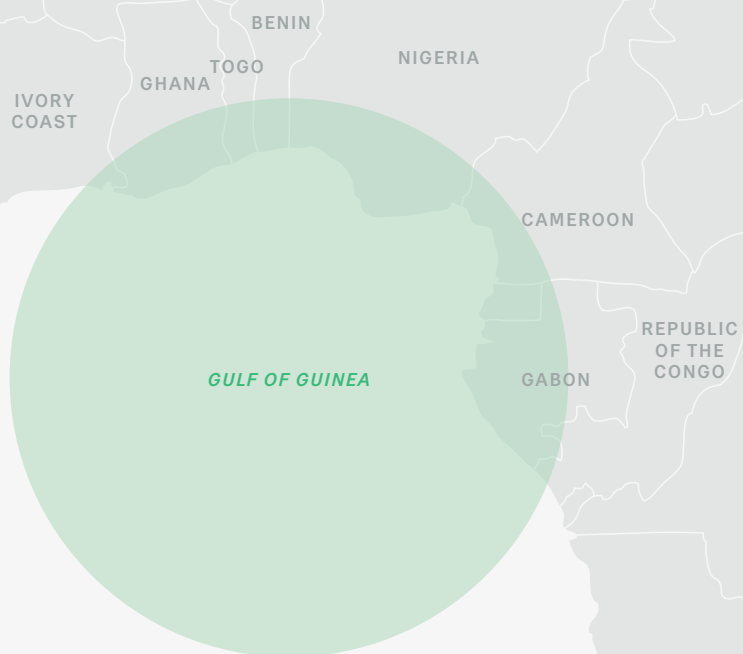 BENIN
NIGERIA
TOGO
GHANA
IVORY
COAST
CAMEROON
REPUBLIC
OF THE
CONGO
GULF OF GUINEA
GABON